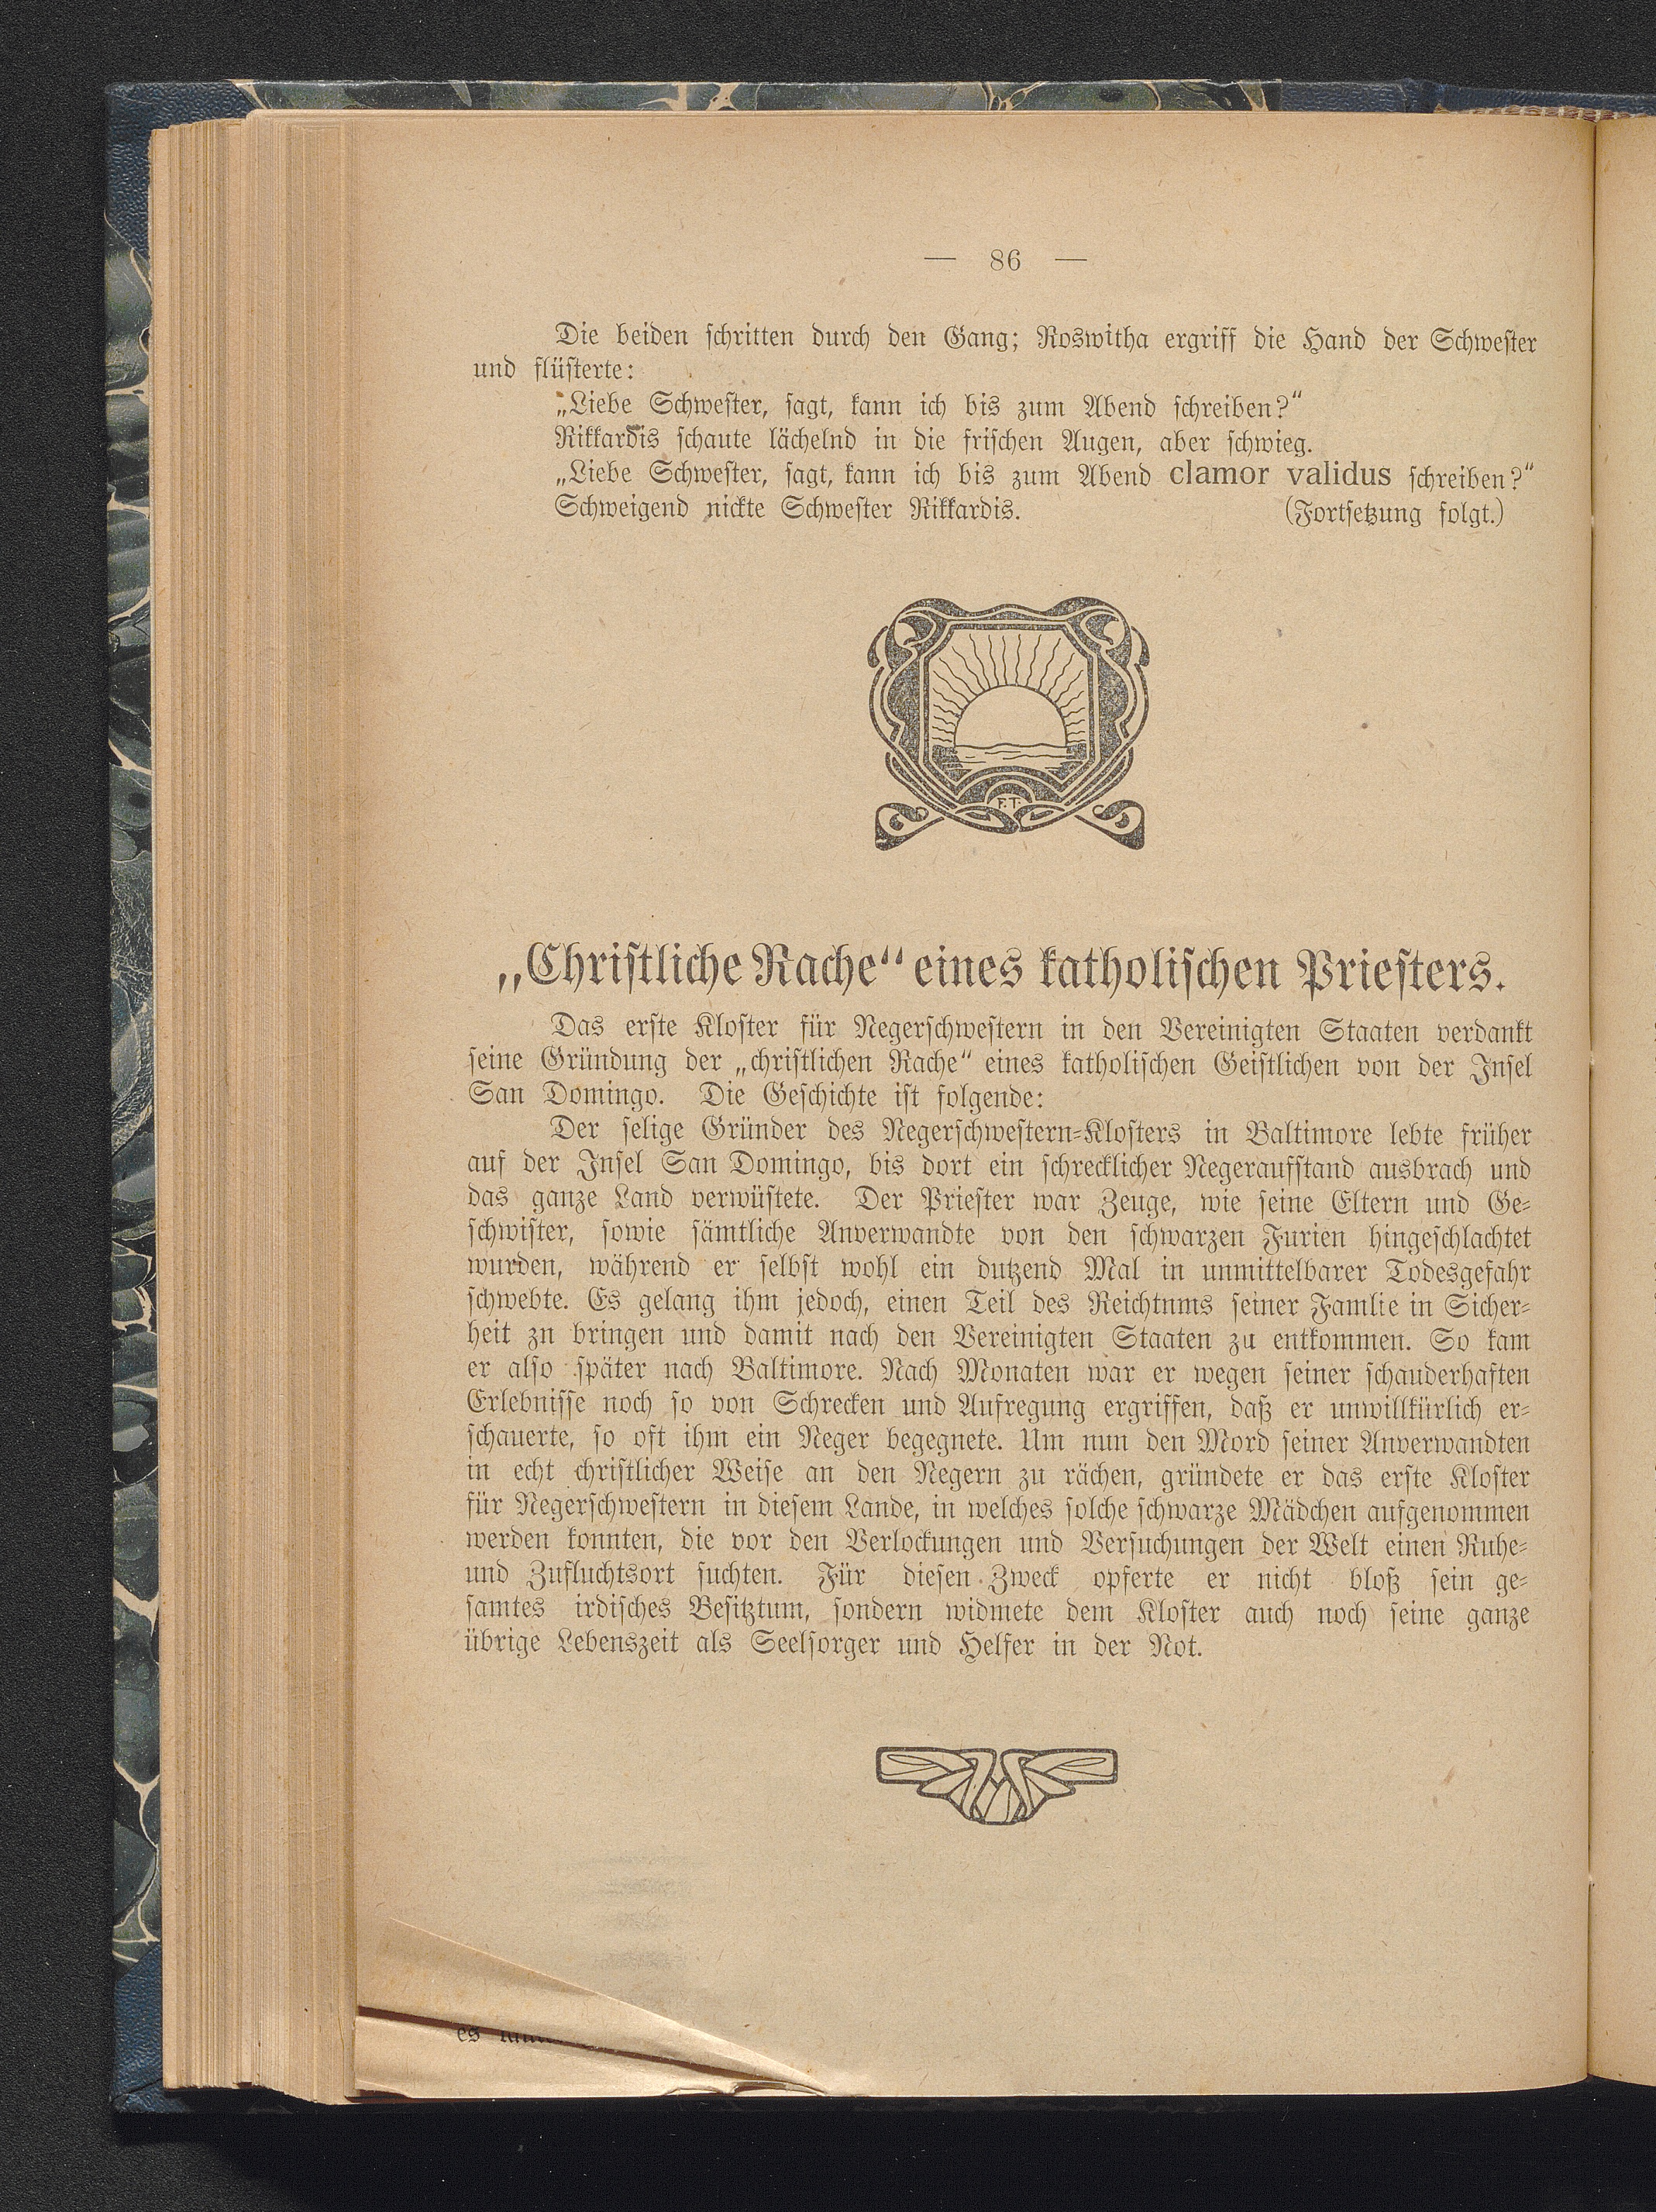 — 86 —
Die beiden schritten durch den Gang; Roswitha ergriff die Hand der Schwester
und flüsterte:
„Liebe Schwester, sagt, kann ich bis zum Abend schreiben?“
Rikkardis schaute lächelnd in die frischen Augen, aber schwieg.
„Liebe Schwester, sagt, kann ich bis zum Abend clamor validus schreiben?“
Schweigend nickte Schwester Rikkardis. (Fortsetzung folgt.)
F.T.
„Christliche Rache“ eines katholischen Priesters.
Das erste Kloster für Negerschwestern in den Vereinigten Staaten verdankt
seine Gründung der „christlichen Rache“ eines katholischen Geistlichen von der Insel
San Domingo. Die Geschichte ist folgende:
Der selige Gründer des Negerschwestern-Klosters in Baltimore lebte früher
auf der Insel San Domingo, bis dort ein schrecklicher Negeraufstand ausbrach und
das ganze Land verwüstete. Der Priester war Zeuge, wie seine Eltern und Ge-
schwister, sowie sämtliche Anverwandte von den schwarzen Furien hingeschlachtet
wurden, während er selbst wohl ein dutzend Mal in unmittelbarer Todesgefahr
schwebte. Es gelang ihm jedoch, einen Teil des Reichtnms seiner Famlie in Sicher-
heit zn bringen und damit nach den Vereinigten Staaten zu entkommen. So kam
er also später nach Baltimore. Nach Monaten war er wegen seiner schauderhaften
Erlebnisse noch so von Schrecken und Aufregung ergriffen, daß er unwillkürlich er-
schauerte, so oft ihm ein Neger begegnete. Um nun den Mord seiner Anverwandten
in echt christlicher Weise an den Negern zu rächen, gründete er das erste Kloster
für Negerschwestern in diesem Lande, in welches solche schwarze Mädchen aufgenommen
werden konnten, die vor den Verlockungen und Versuchungen der Welt einen Ruhe-
und Zufluchtsort suchten. Für diesen Zweck opferte er nicht bloß sein ge-
samtes irdisches Besitztum, sondern widmete dem Kloster auch noch seine ganze
übrige Lebenszeit als Seelsorger und Helfer in der Not.
es